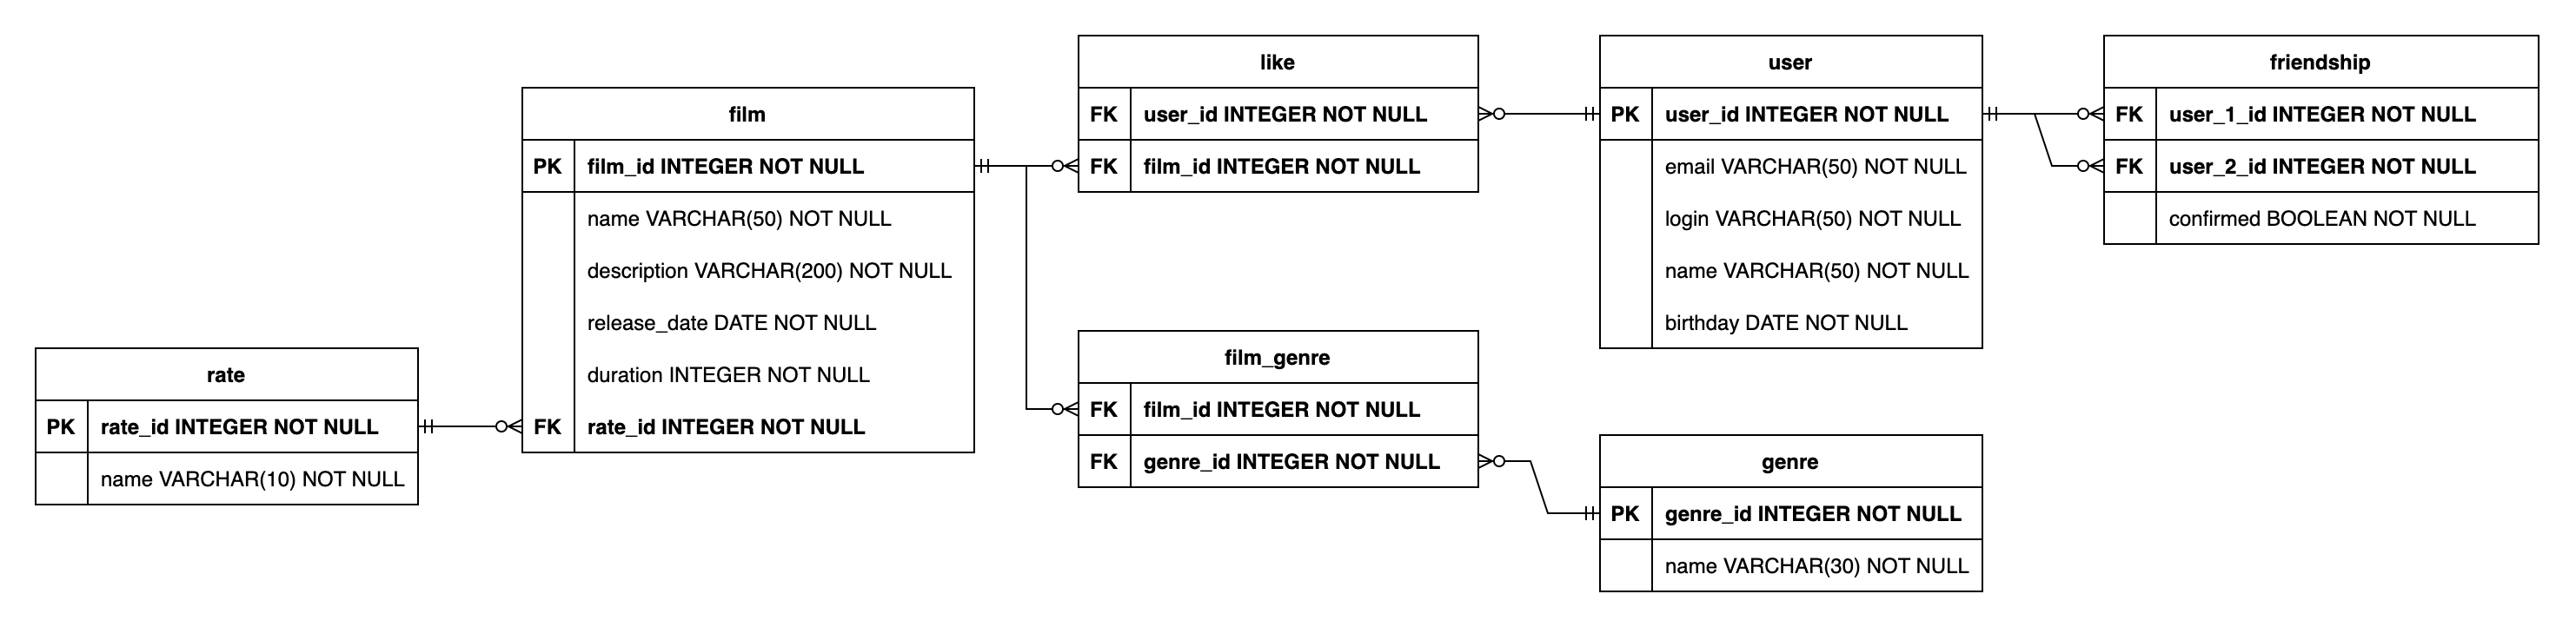 rate
PK rate_id INTEGER NOT NULL
name VARCHAR(10) NOT NULL
film
PK film_id INTEGER NOT NULL
name VARCHAR(50) NOT NULL
description VARCHAR(200) NOT NULL
release_date DATE NOT NULL
duration INTEGER NOT NULL
FK rate_id INTEGER NOT NULL
like
FK user_id INTEGER NOT NULL
FK film_id INTEGER NOT NULL
film_genre
FK film_id INTEGER NOT NULL
FK genre_id INTEGER NOT NULL
user
PK user_id INTEGER NOT NULL
email VARCHAR(50) NOT NULL
login VARCHAR(50) NOT NULL
name VARCHAR(50) NOT NULL
birthday DATE NOT NULL
genre
PK genre_id INTEGER NOT NULL
name VARCHAR(30) NOT NULL
friendship
FK user_1_id INTEGER NOT NULL
FK user_2_id INTEGER NOT NULL
confirmed BOOLEAN NOT NULL